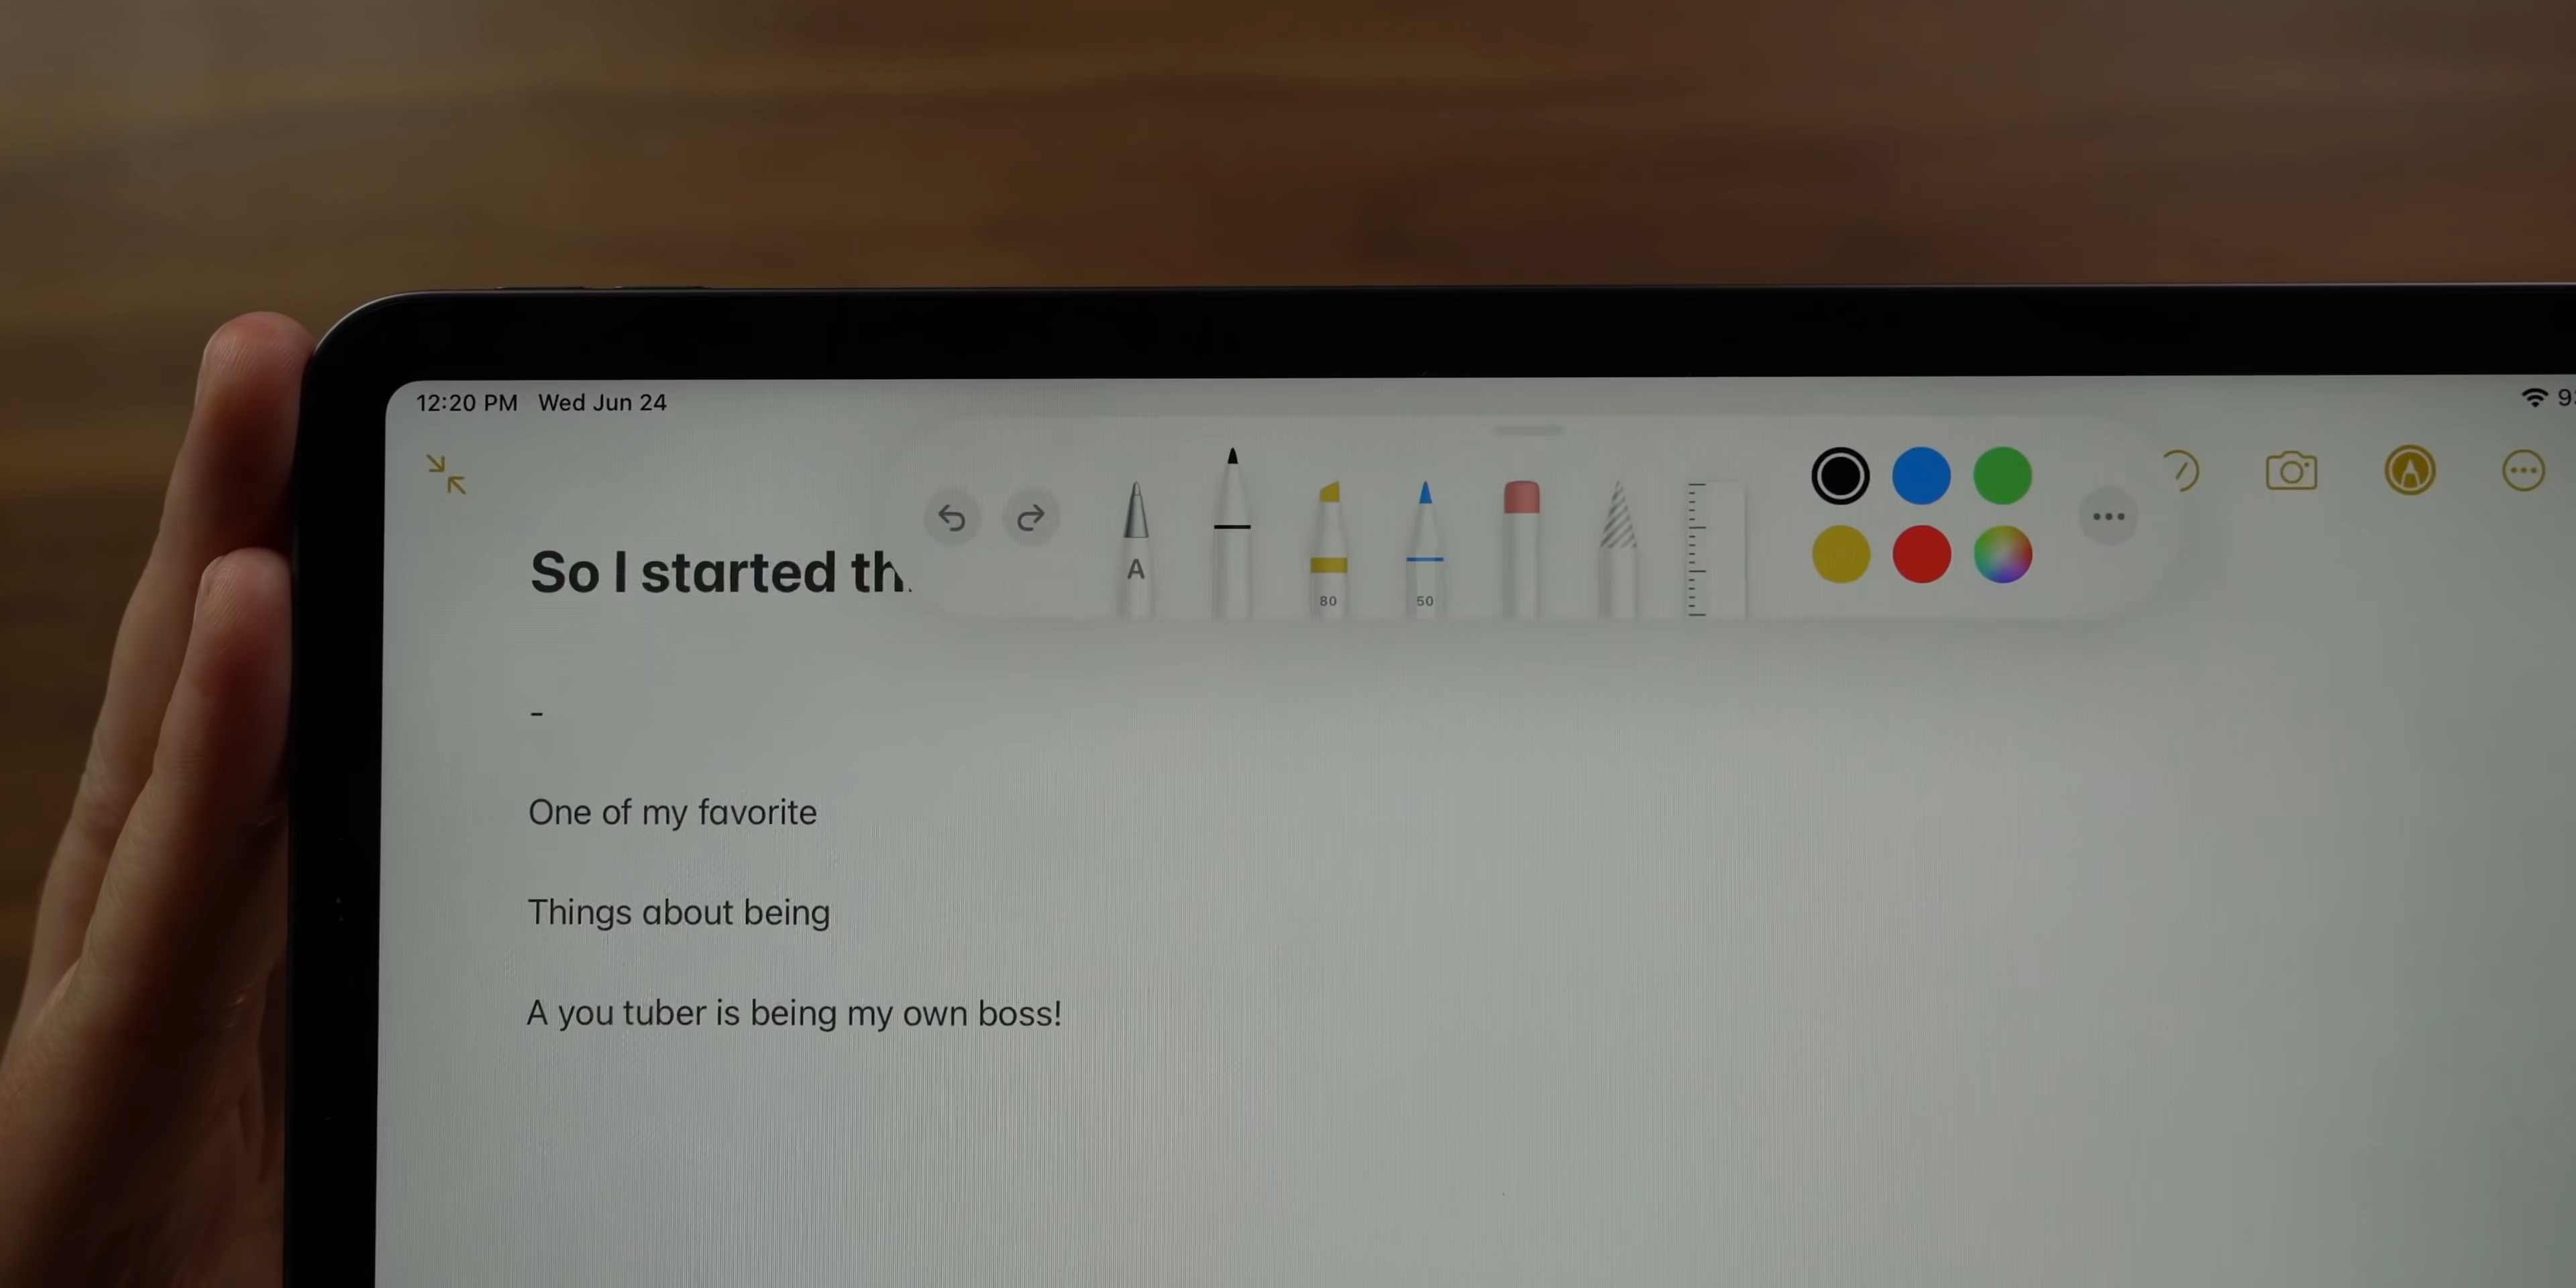 12:20 PM Wed Jun 24
A
80
50
So I started
-
One of my favorite
Things about being
A you tuber is being my own boss!